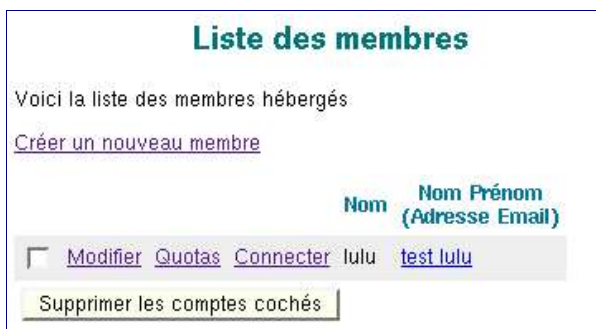 Liste des membres
Voici la liste des membres hébergés
Créer un nouveau membre
Nom Nom Prénom
(Adresse Email)
Modifier Quotas Connecter lulu test lulu
Supprimer les comptes cochés